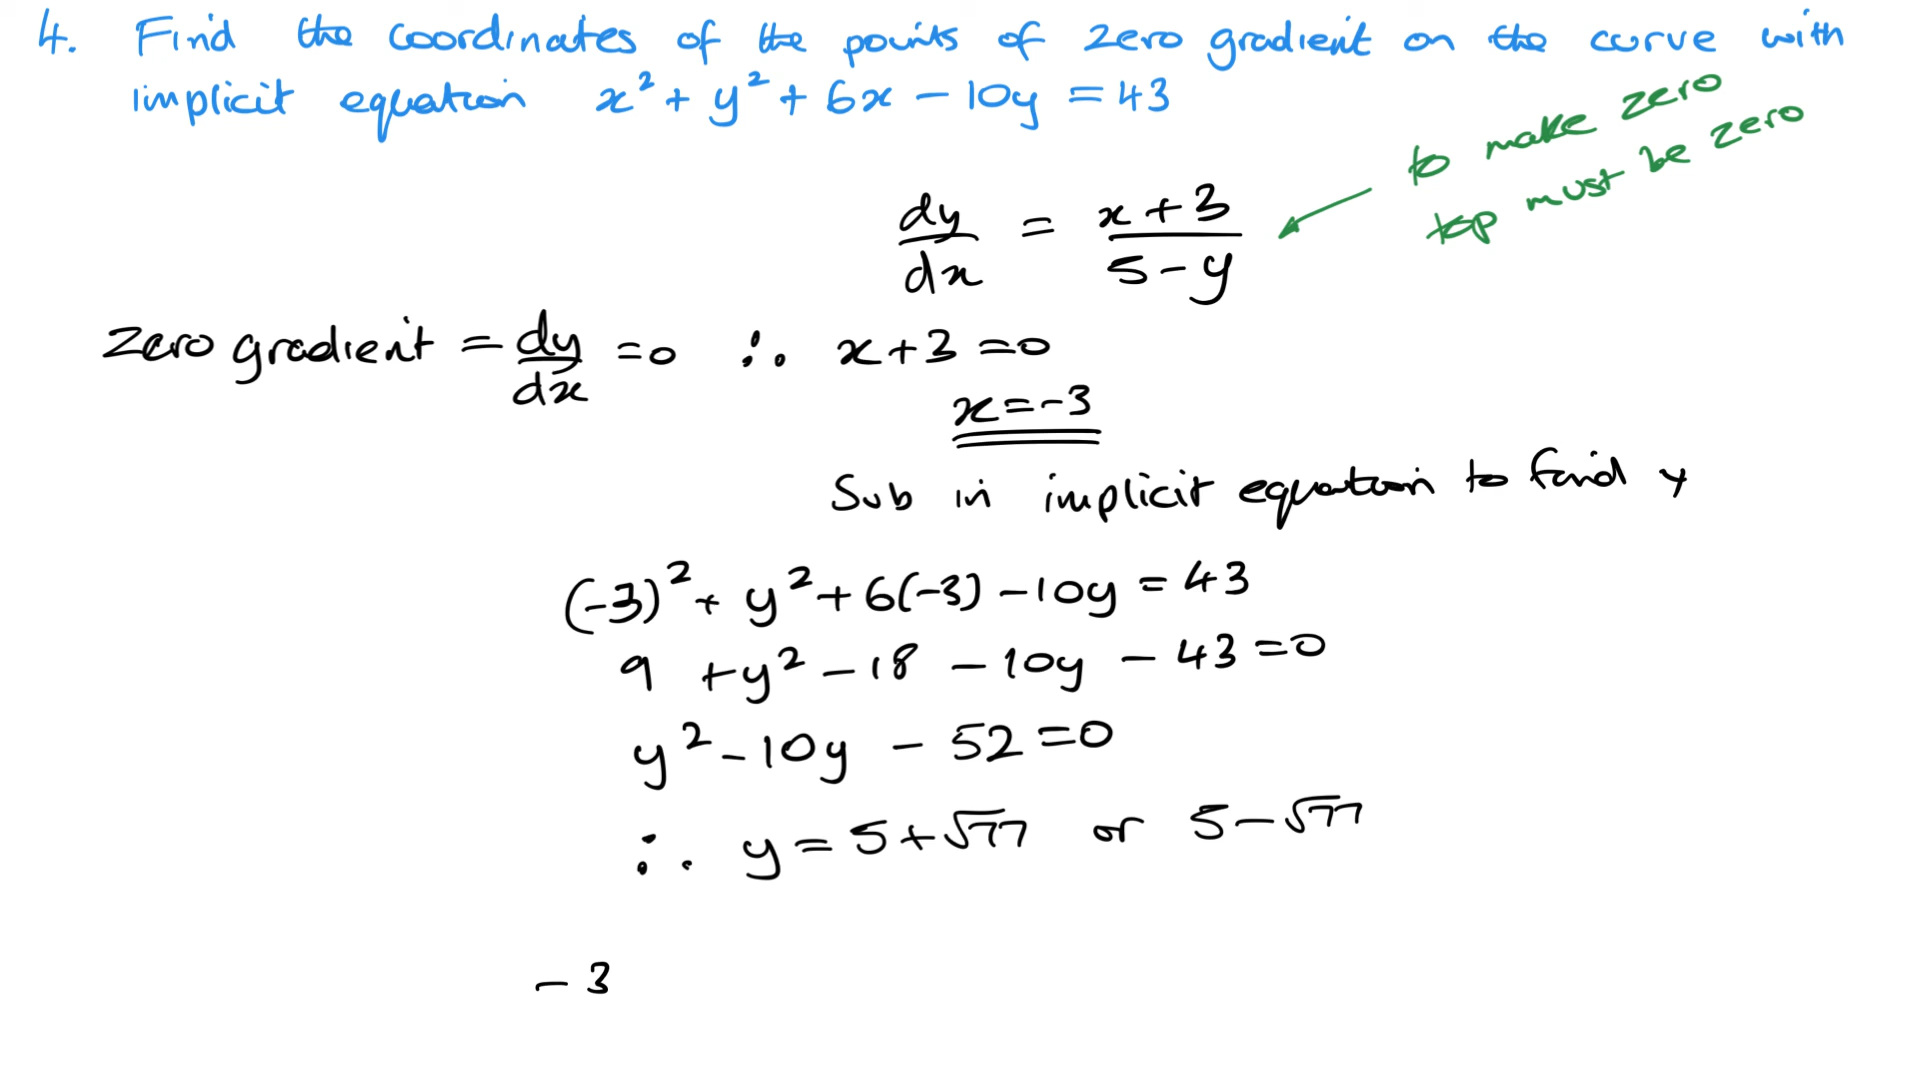 4. Find the coordinates of the points of zero gradient on the curve with
implicit equation x² + y² + 6x − 10y = 43
to make zero
top must be zero
dy/dx = (x + 3)/(5 − y)
Zero gradient = dy/dx = 0 ∴ x + 3 = 0
x = −3
Sub in implicit equation to find y
(−3)² + y² + 6(−3) − 10y = 43
9 + y² − 18 − 10y − 43 = 0
y² − 10y − 52 = 0
∴ y = 5 + √77 or 5 − √77
− 3